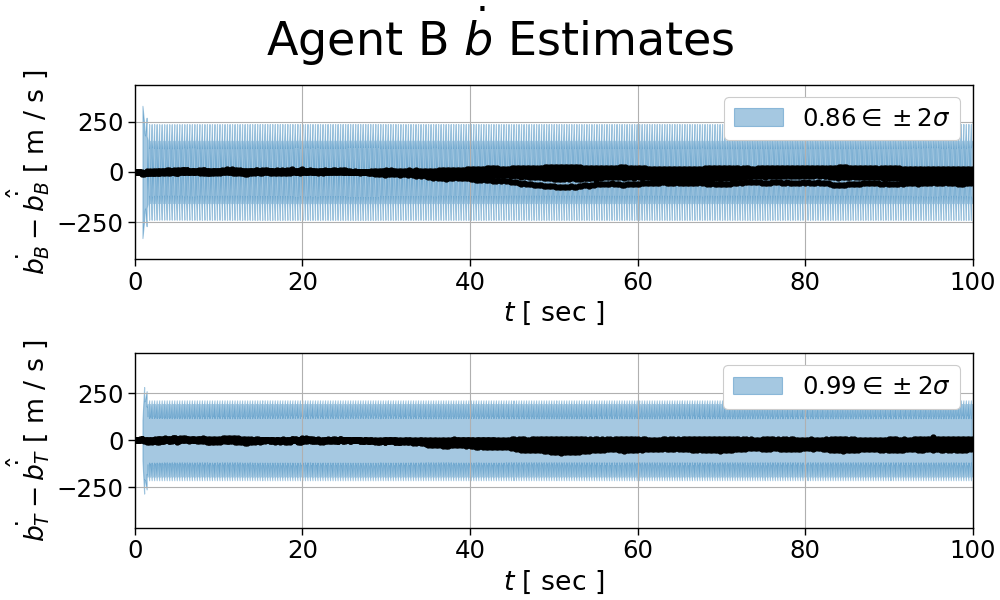 Agent B ḃ Estimates
ḃ_B − ḃ̂_B [ m / s ]
250
0
−250
0.86 ∈ ±2σ
0 20 40 60 80 100
t [ sec ]
ḃ_T − ḃ̂_T [ m / s ]
250
0
−250
0.99 ∈ ±2σ
0 20 40 60 80 100
t [ sec ]